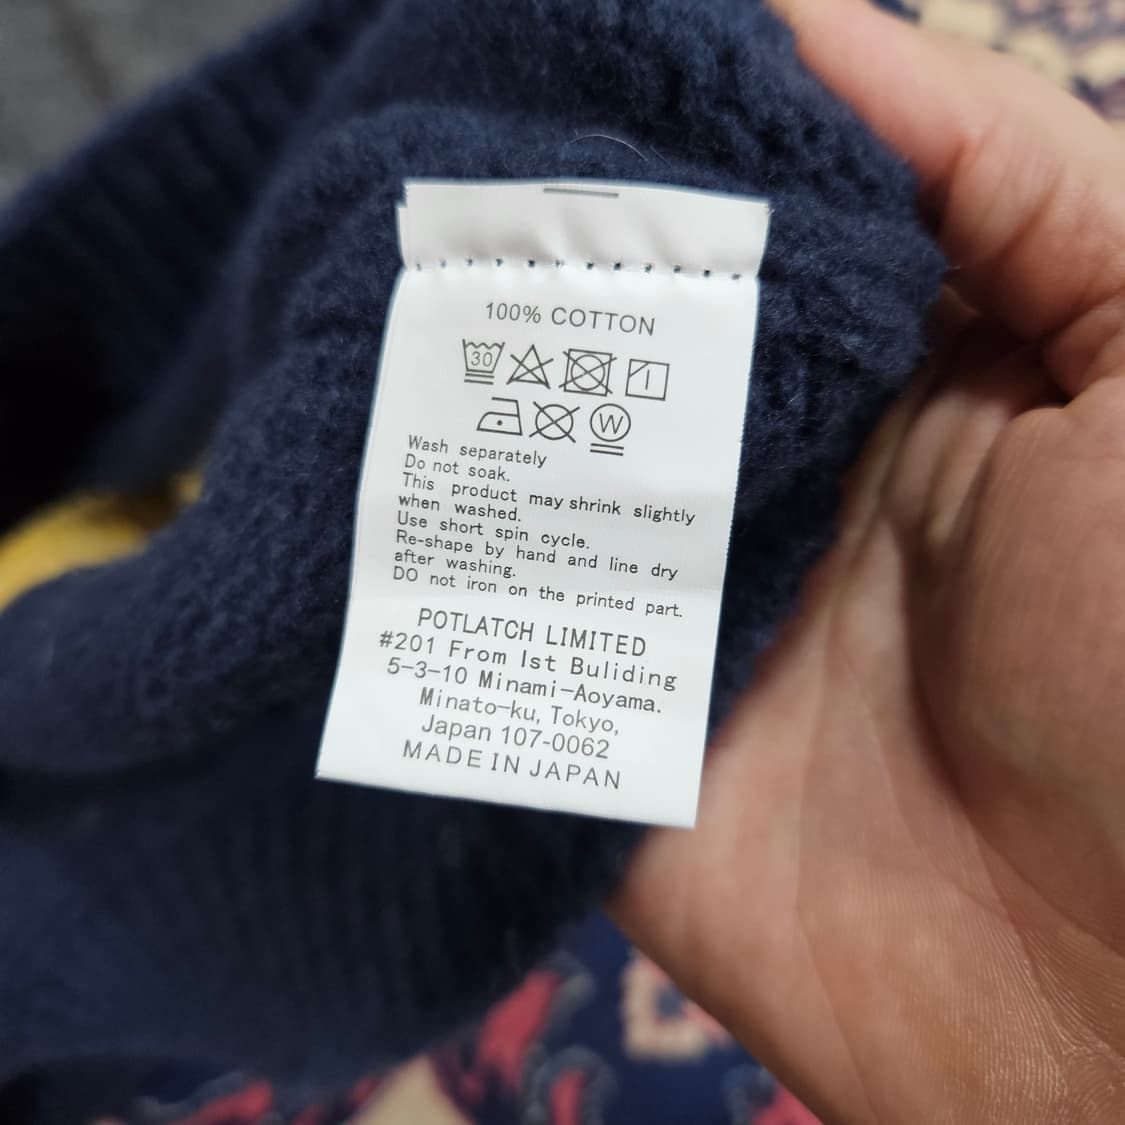 100% COTTON
30
W
Wash separately
Do not soak.
This product may shrink slightly
when washed.
Use short spin cycle.
Re-shape by hand and line dry
after washing.
DO not iron on the printed part.
POTLATCH LIMITED
#201 From Ist Buliding
5-3-10 Minami-Aoyama.
Minato-ku, Tokyo,
Japan 107-0062
MADE IN JAPAN